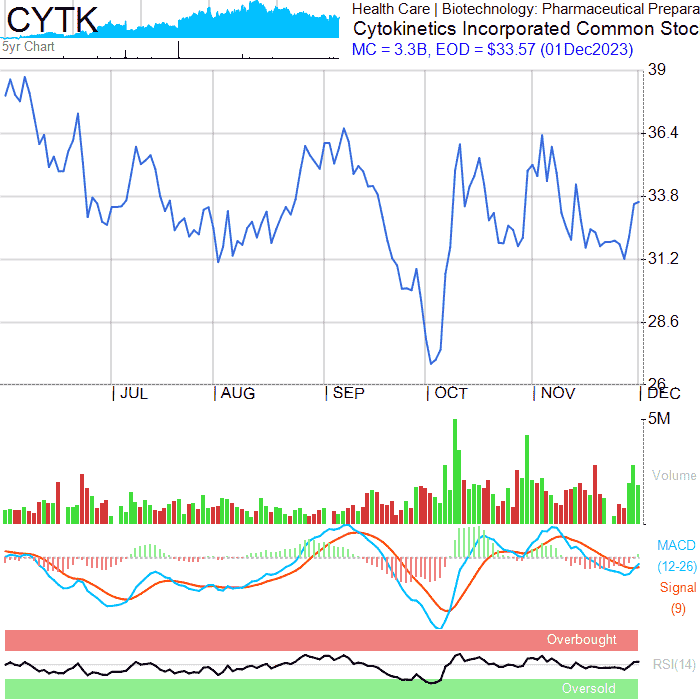 CYTK
5yr Chart
Health Care | Biotechnology: Pharmaceutical Prepara
Cytokinetics Incorporated Common Stoc
MC = 3.3B, EOD = $33.57 (01Dec2023)
39
36.4
33.8
31.2
28.6
26
JUL AUG SEP OCT NOV DEC
5M
Volume
MACD
(12-26)
Signal
(9)
Overbought
RSI(14)
Oversold